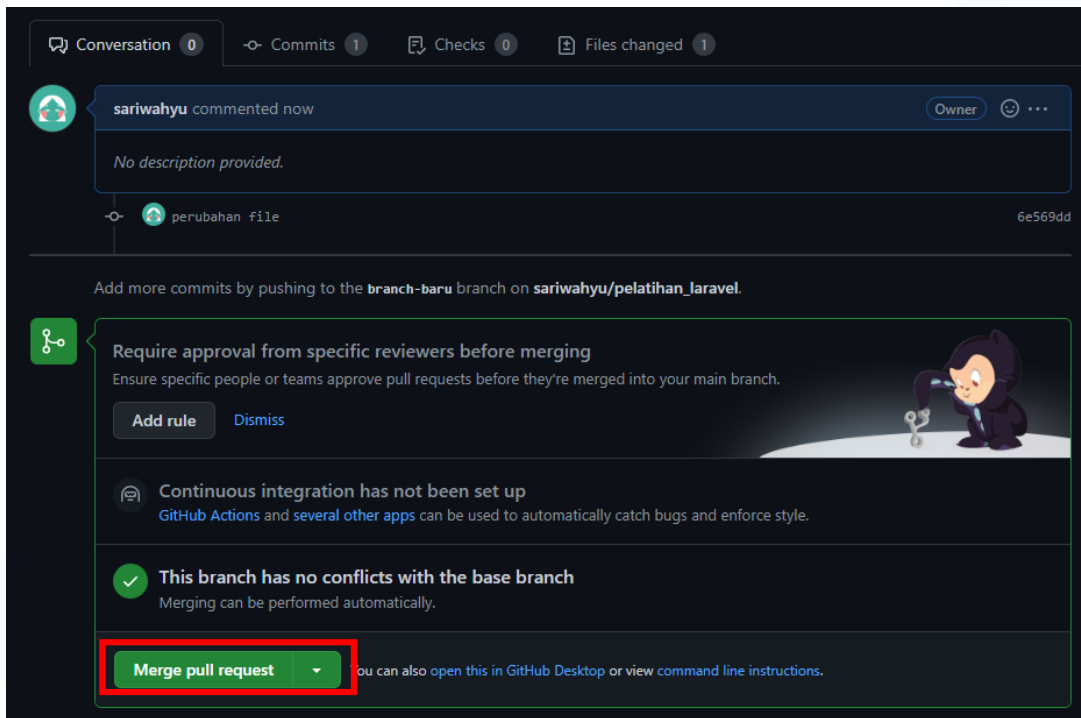 Conversation 0 Commits 1 Checks 0 Files changed 1
sariwahyu commented now Owner
No description provided.
perubahan file 6e569dd
Add more commits by pushing to the branch-baru branch on sariwahyu/pelatihan_laravel.
Require approval from specific reviewers before merging
Ensure specific people or teams approve pull requests before they're merged into your main branch.
Add rule Dismiss
Continuous integration has not been set up
GitHub Actions and several other apps can be used to automatically catch bugs and enforce style.
This branch has no conflicts with the base branch
Merging can be performed automatically.
Merge pull request You can also open this in GitHub Desktop or view command line instructions.